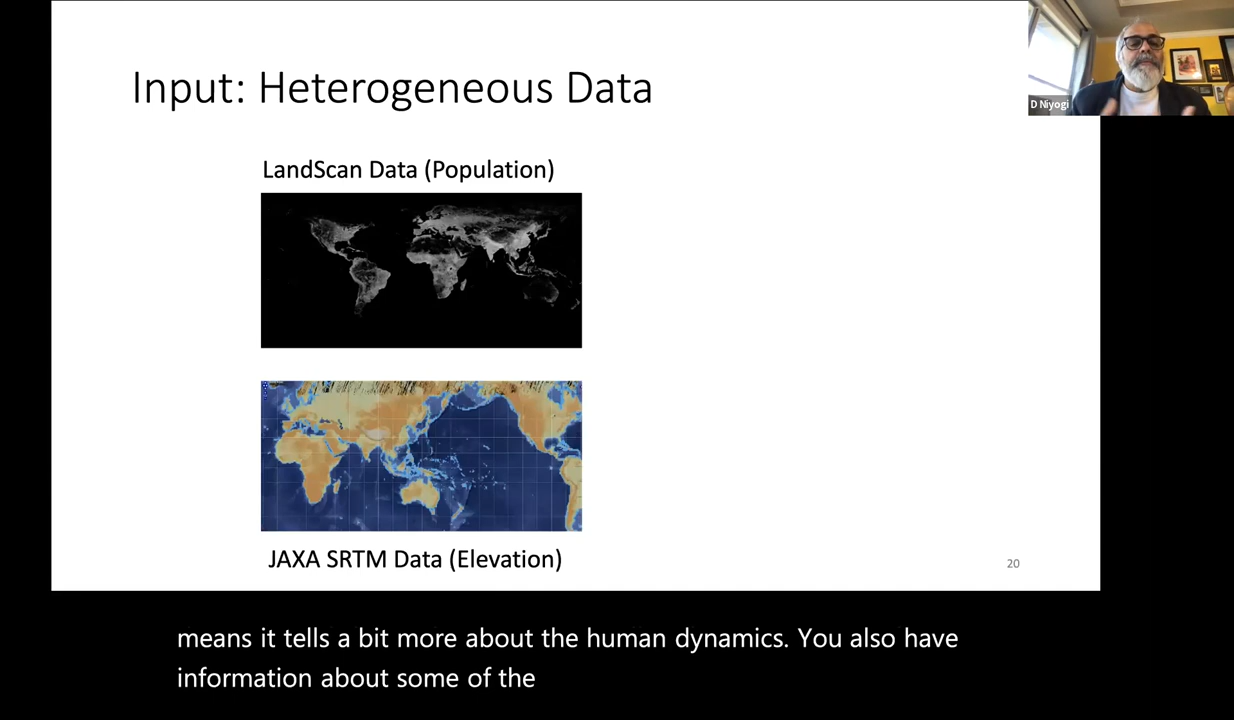 Input: Heterogeneous Data
D Niyogi
LandScan Data (Population)
JAXA SRTM Data (Elevation)
20
means it tells a bit more about the human dynamics. You also have
information about some of the